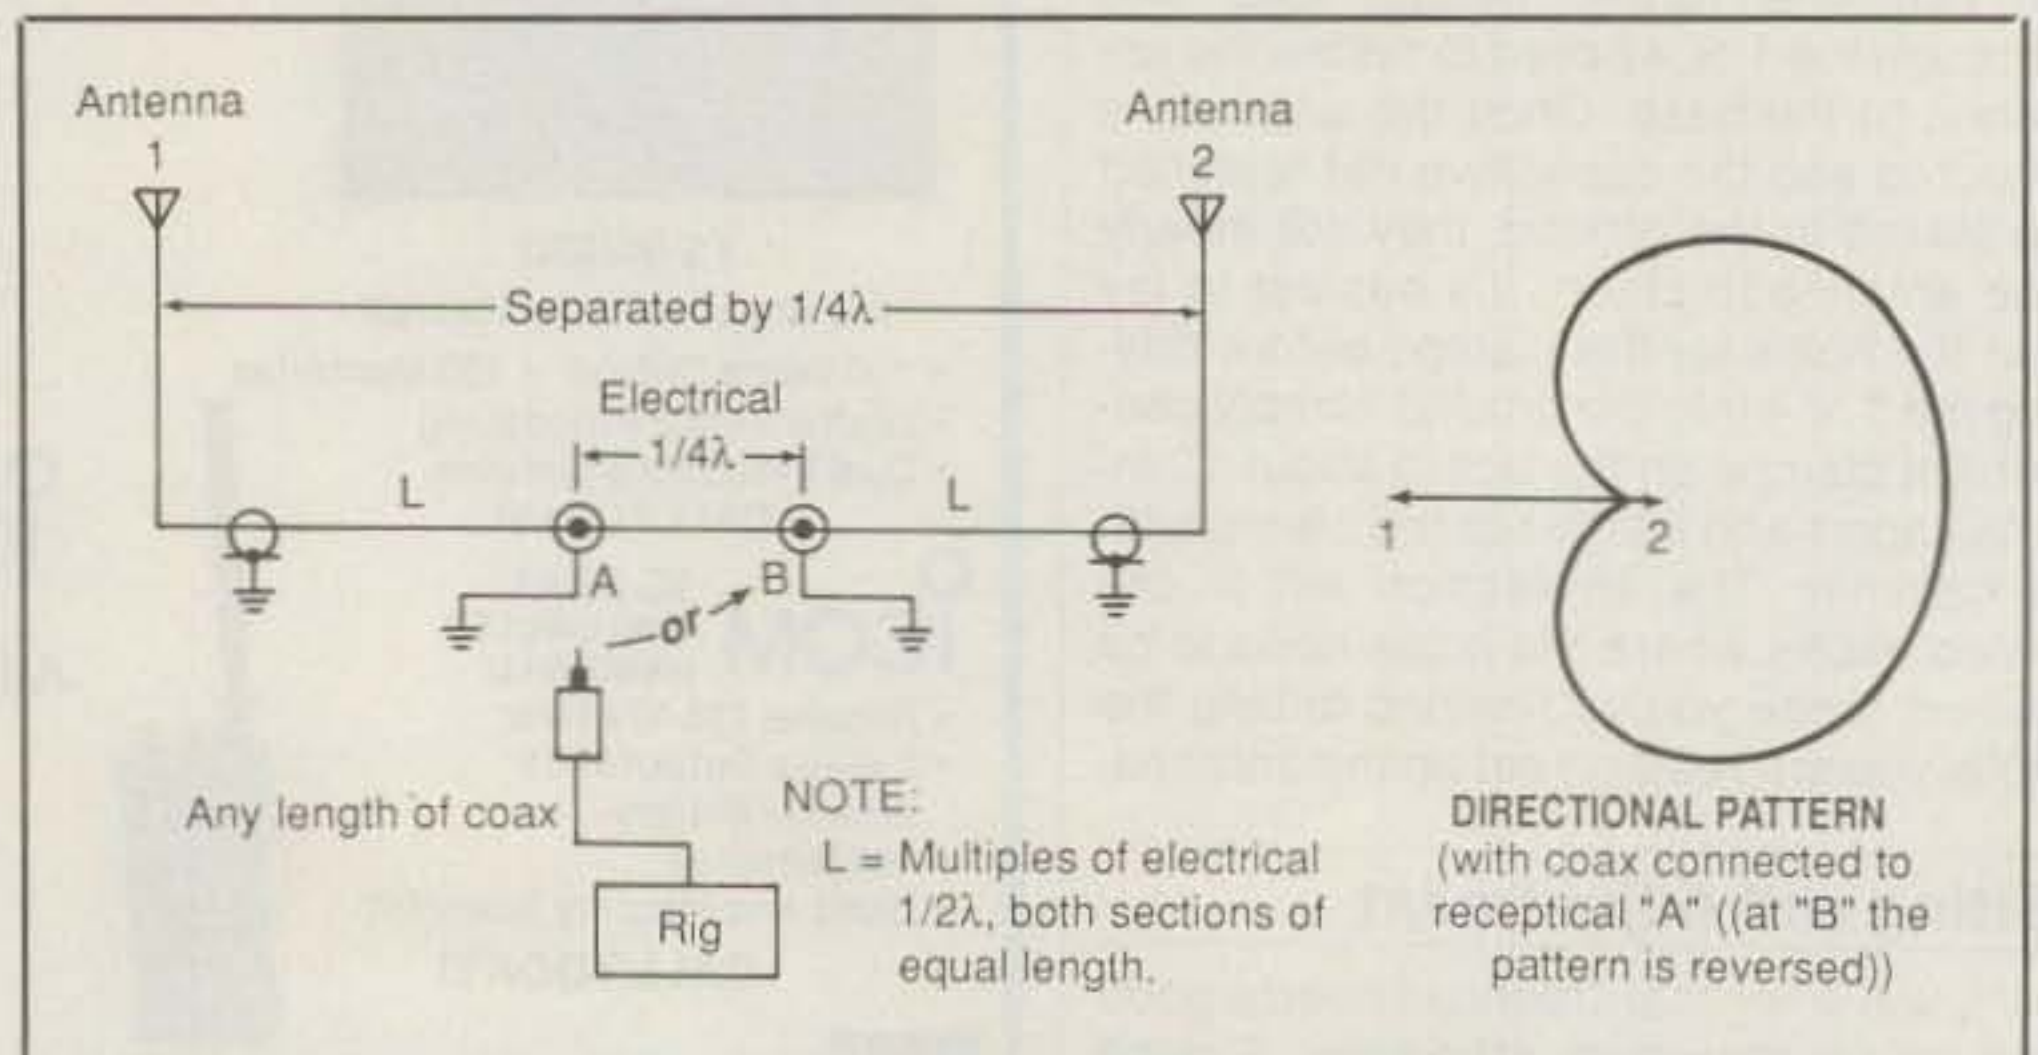 Antenna
1
Antenna
2
Separated by 1/4λ
Electrical
1/4λ
L
L
A
B
or
1
2
Any length of coax
Rig
NOTE:
L = Multiples of electrical
1/2λ, both sections of
equal length.
DIRECTIONAL PATTERN
(with coax connected to
receptical "A" ((at "B" the
pattern is reversed))